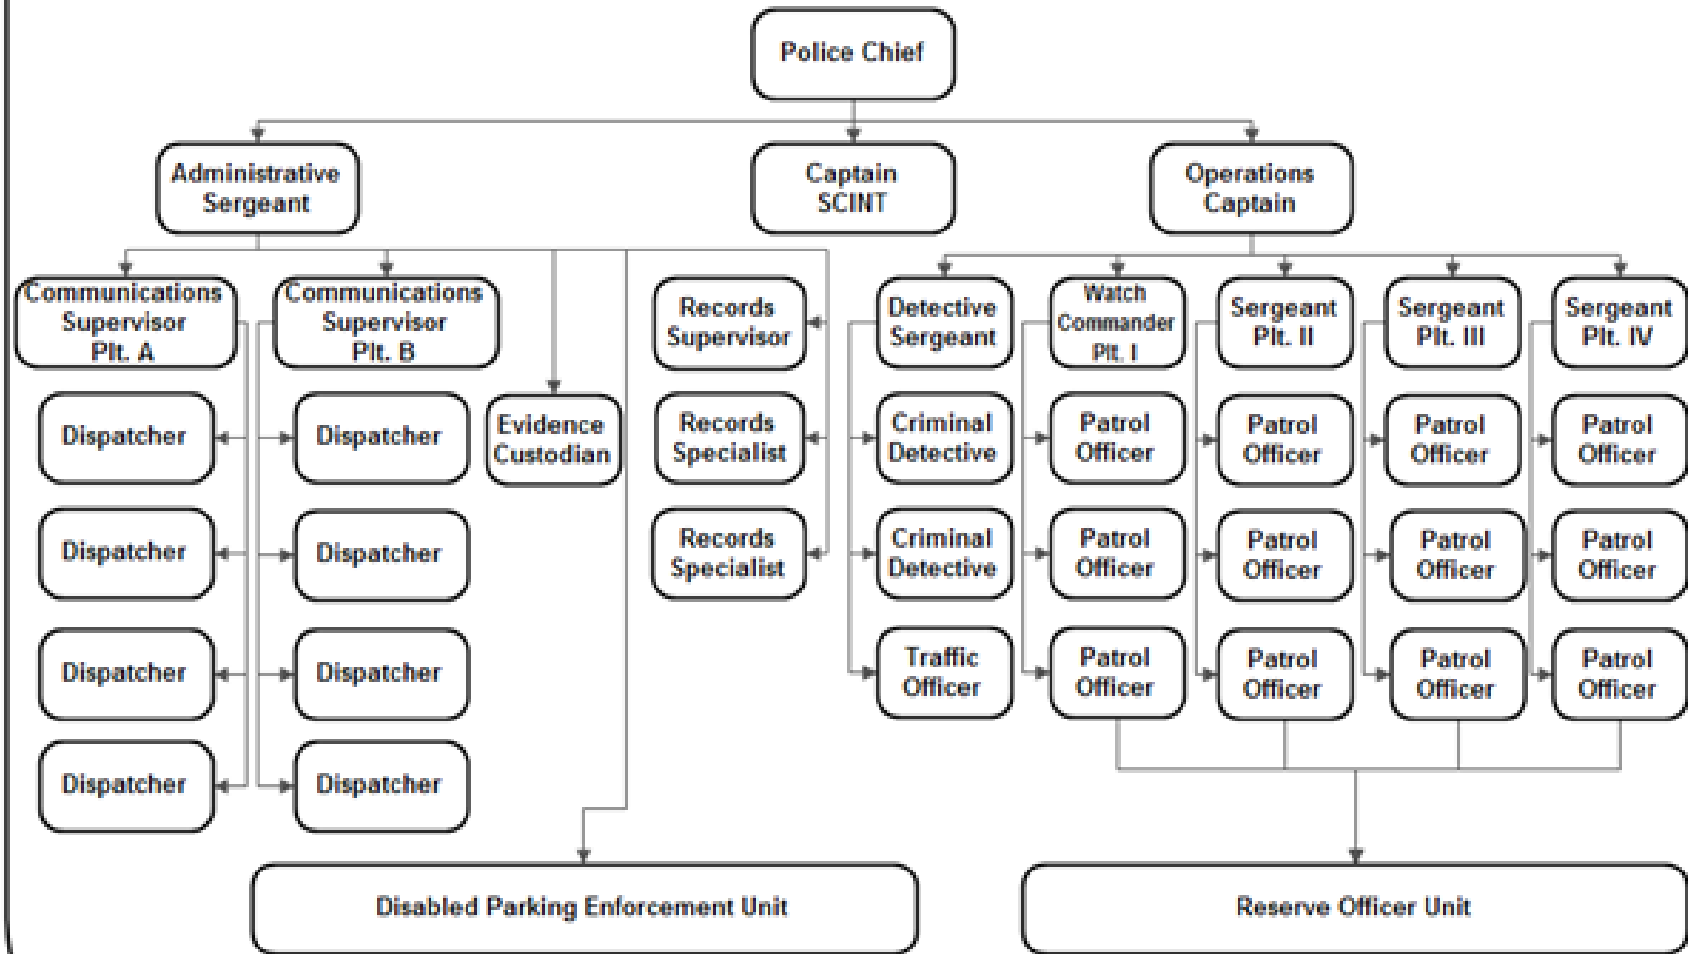 Police Chief
Administrative
Sergeant
Captain
SCINT
Operations
Captain
Communications
Supervisor
Plt. A
Communications
Supervisor
Plt. B
Records
Supervisor
Detective
Sergeant
Watch
Commander
Plt. I
Sergeant
Plt. II
Sergeant
Plt. III
Sergeant
Plt. IV
Dispatcher
Dispatcher
Evidence
Custodian
Records
Specialist
Criminal
Detective
Patrol
Officer
Patrol
Officer
Patrol
Officer
Patrol
Officer
Dispatcher
Dispatcher
Records
Specialist
Criminal
Detective
Patrol
Officer
Patrol
Officer
Patrol
Officer
Patrol
Officer
Dispatcher
Dispatcher
Traffic
Officer
Patrol
Officer
Patrol
Officer
Patrol
Officer
Patrol
Officer
Dispatcher
Dispatcher
Disabled Parking Enforcement Unit
Reserve Officer Unit